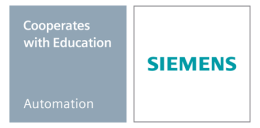 Cooperates
with Education
SIEMENS
Automation